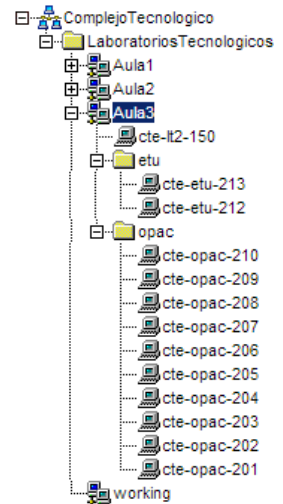 ComplejoTecnologico
LaboratoriosTecnologicos
Aula1
Aula2
Aula3
cte-lt2-150
etu
cte-etu-213
cte-etu-212
opac
cte-opac-210
cte-opac-209
cte-opac-208
cte-opac-207
cte-opac-206
cte-opac-205
cte-opac-204
cte-opac-203
cte-opac-202
cte-opac-201
working